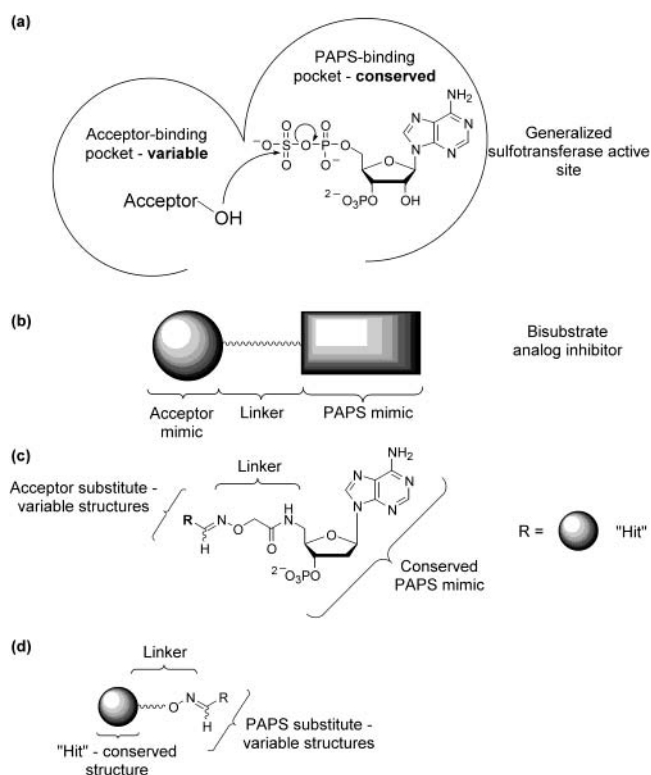 (a)
PAPS-binding
pocket - conserved
Acceptor-binding
pocket - variable
Generalized
sulfotransferase active
site
NH2
N
N
N
N
O
O
⁻O-S-O-P-O
O
O⁻
O
2⁻O3PO
OH
Acceptor
OH
(b)
Bisubstrate
analog inhibitor
Acceptor
mimic
Linker
PAPS mimic
(c)
Linker
Acceptor substitute -
variable structures
NH2
N
N
N
N
R
H
N
O
O
H
N
O
2⁻O3PO
Conserved
PAPS mimic
R =
"Hit"
(d)
Linker
O
N
R
H
PAPS substitute -
variable structures
"Hit" - conserved
structure